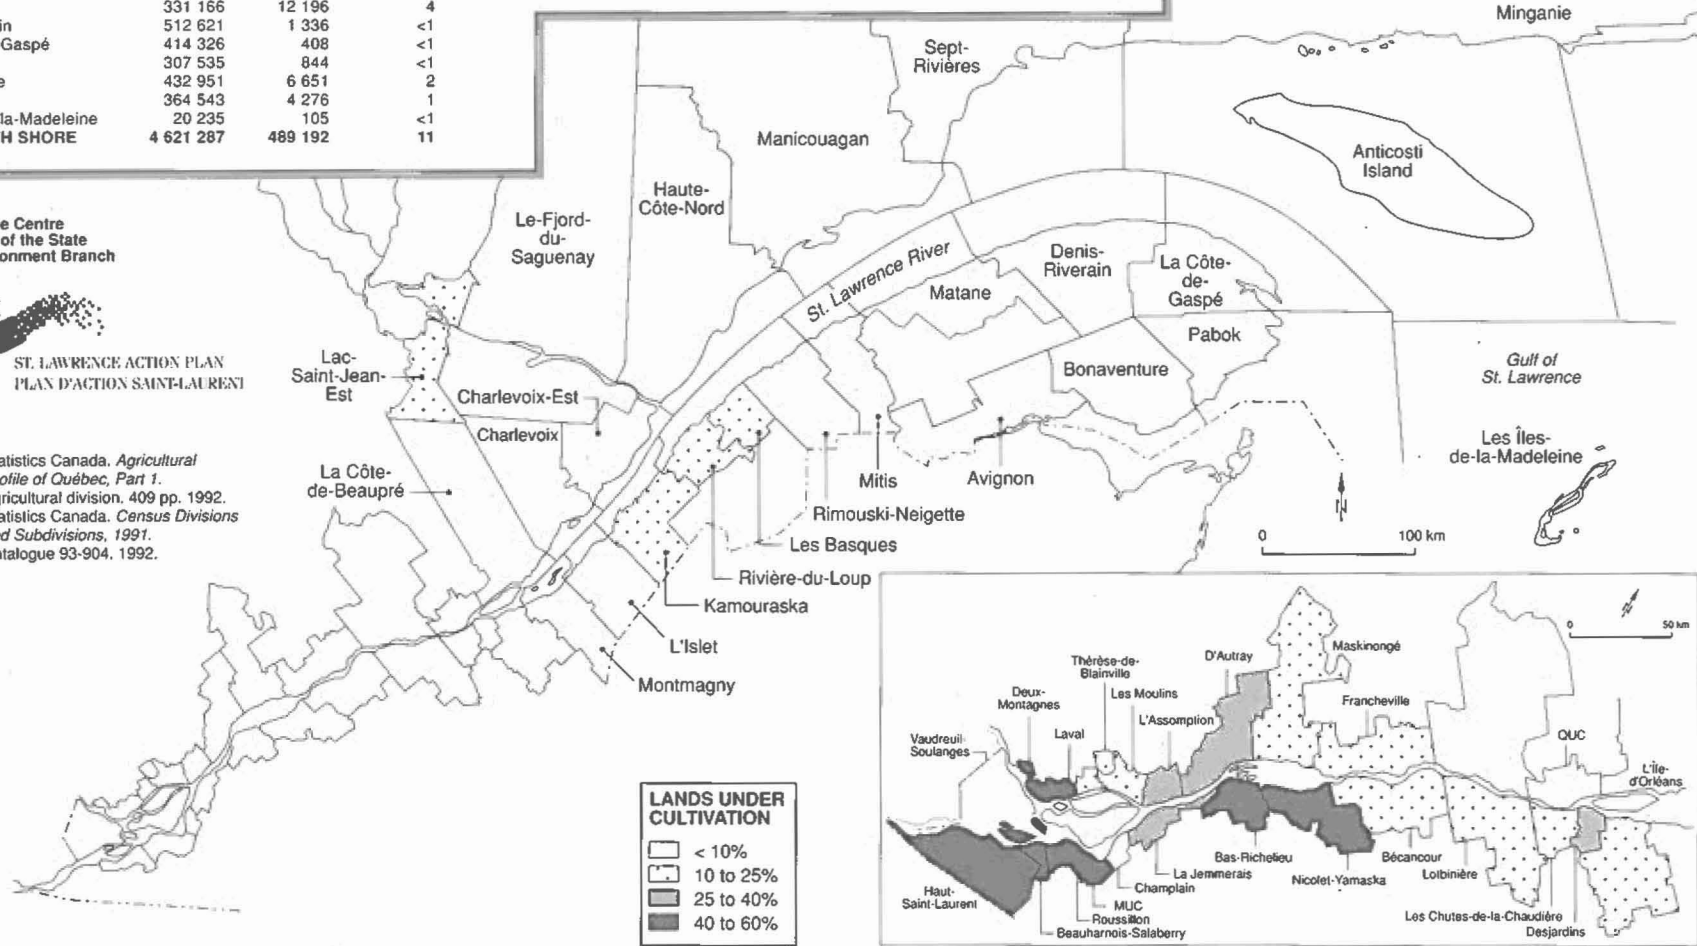 331 166 12 196 4
in 512 621 1 336 <1
Gaspé 414 326 408 <1
307 535 844 <1
e 432 951 6 651 2
364 543 4 276 1
la-Madeleine 20 235 105 <1
H SHORE 4 621 287 489 192 11
Minganie
Sept-
Rivières
Manicouagan
Anticosti
Island
Haute-
Côte-Nord
Le-Fjord-
du-
Saguenay
e Centre
of the State
onment Branch
ST. LAWRENCE ACTION PLAN
PLAN D'ACTION SAINT-LAURENT
St. Lawrence River
Denis-
Riverain
La Côte-
de-
Gaspé
Matane
Pabok
Bonaventure
Gulf of
St. Lawrence
Lac-
Saint-Jean-
Est
Charlevoix-Est
Charlevoix
La Côte-
de-Beaupré
Les Îles-
de-la-Madeleine
Mitis
Avignon
Rimouski-Neigette
Les Basques
Rivière-du-Loup
Kamouraska
L'Islet
Montmagny
atistics Canada. Agricultural
ofile of Québec, Part 1.
gricultural division. 409 pp. 1992.
atistics Canada. Census Divisions
d Subdivisions, 1991.
atalogue 93-904. 1992.
N
0 100 km
LANDS UNDER
CULTIVATION
< 10%
10 to 25%
25 to 40%
40 to 60%
0 50 km
Maskinongé
D'Autray
Thérèse-de-
Blainville
Les Moulins
Deux-
Montagnes
L'Assomption
Francheville
Laval
Vaudreuil-
Soulanges
QUC
L'Île-
d'Orléans
Haut-
Saint-Laurent
Bas-Richelieu
Bécancour
Lotbinière
La Jemmerais
Nicolet-Yamaska
Champlain
MUC
Roussillon
Beauharnois-Salaberry
Les Chutes-de-la-Chaudière
Desjardins